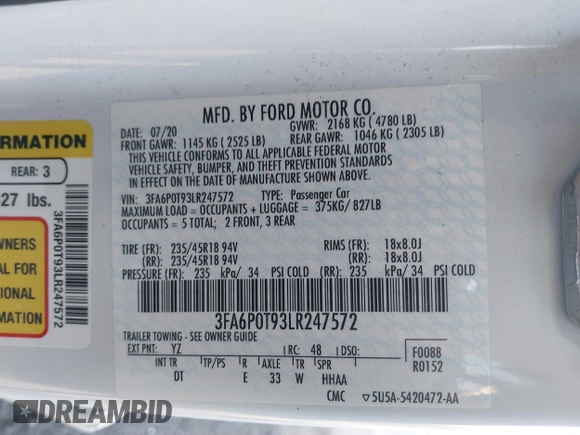 MFD. BY FORD MOTOR CO.
DATE: 07/20 GVWR: 2168 KG ( 4780 LB)
FRONT GAWR: 1145 KG ( 2525 LB) REAR GAWR: 1046 KG ( 2305 LB)
THIS VEHICLE CONFORMS TO ALL APPLICABLE FEDERAL MOTOR
VEHICLE SAFETY, BUMPER, AND THEFT PREVENTION STANDARDS
IN EFFECT ON THE DATE OF MANUFACTURE SHOWN ABOVE.
VIN: 3FA6P0T93LR247572 TYPE: Passenger Car
MAXIMUM LOAD = OCCUPANTS + LUGGAGE = 375KG/ 827LB
OCCUPANTS = 5 TOTAL; 2 FRONT, 3 REAR
TIRE (FR): 235/45R18 94V RIMS (FR): 18x8.0J
(RR): 235/45R18 94V (RR): 18x8.0J
PRESSURE (FR): 235 kPa/ 34 PSI COLD (RR): 235 kPa/ 34 PSI COLD
3FA6P0T93LR247572
TRAILER TOWING - SEE OWNER GUIDE
EXT PNT: YZ RC: 48 DSO: F0088
INT TR TP/PS R AXLE TR SPR R0152
DT E 33 W HHAA
CMC 5U5A-5420472-AA
REAR: 3
27 lbs.
WNERS
AL FOR
TIONAL
MATION
3FA6P0T93LR247572
DREAMBID